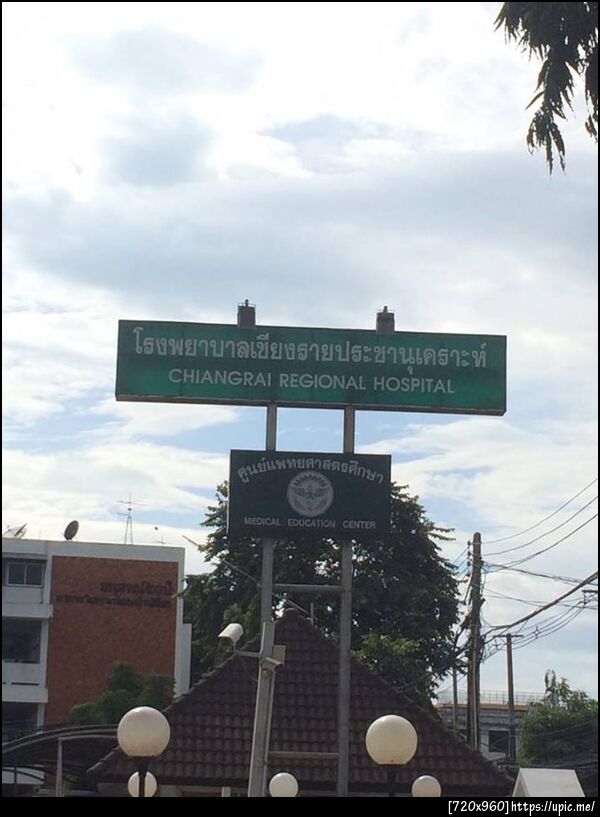 โรงพยาบาลเชียงรายประชานุเคราะห์
CHIANGRAI REGIONAL HOSPITAL
ศูนย์แพทยศาสตรศึกษา
MEDICAL EDUCATION CENTER
[720x960]https://upic.me/